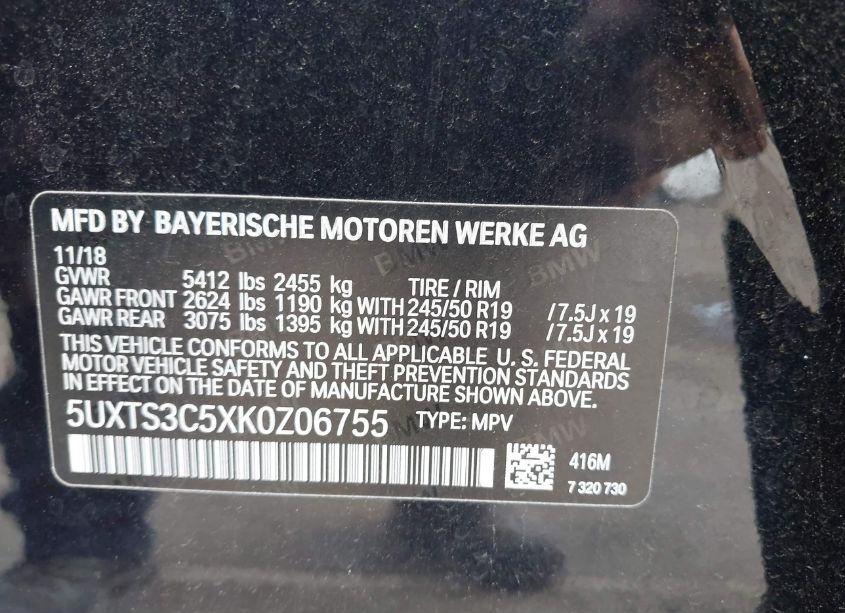 MFD BY BAYERISCHE MOTOREN WERKE AG
11/18
GVWR 5412 lbs 2455 kg TIRE / RIM
GAWR FRONT 2624 lbs 1190 kg WITH 245/50 R19 /7.5J x 19
GAWR REAR 3075 lbs 1395 kg WITH 245/50 R19 /7.5J x 19
THIS VEHICLE CONFORMS TO ALL APPLICABLE U. S. FEDERAL
MOTOR VEHICLE SAFETY AND THEFT PREVENTION STANDARDS
IN EFFECT ON THE DATE OF MANUFACTURE SHOWN ABOVE.
5UXTS3C5XK0Z06755 TYPE: MPV
416M
7 320 730